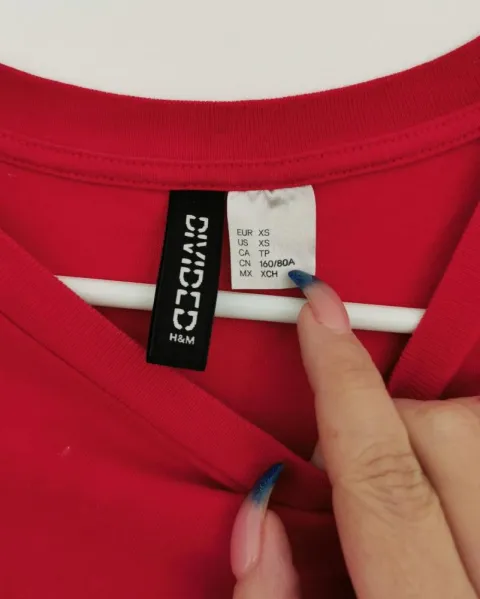 DIVIDED
H&M
EUR XS
US XS
CA TP
CN 160/80A
MX XCH